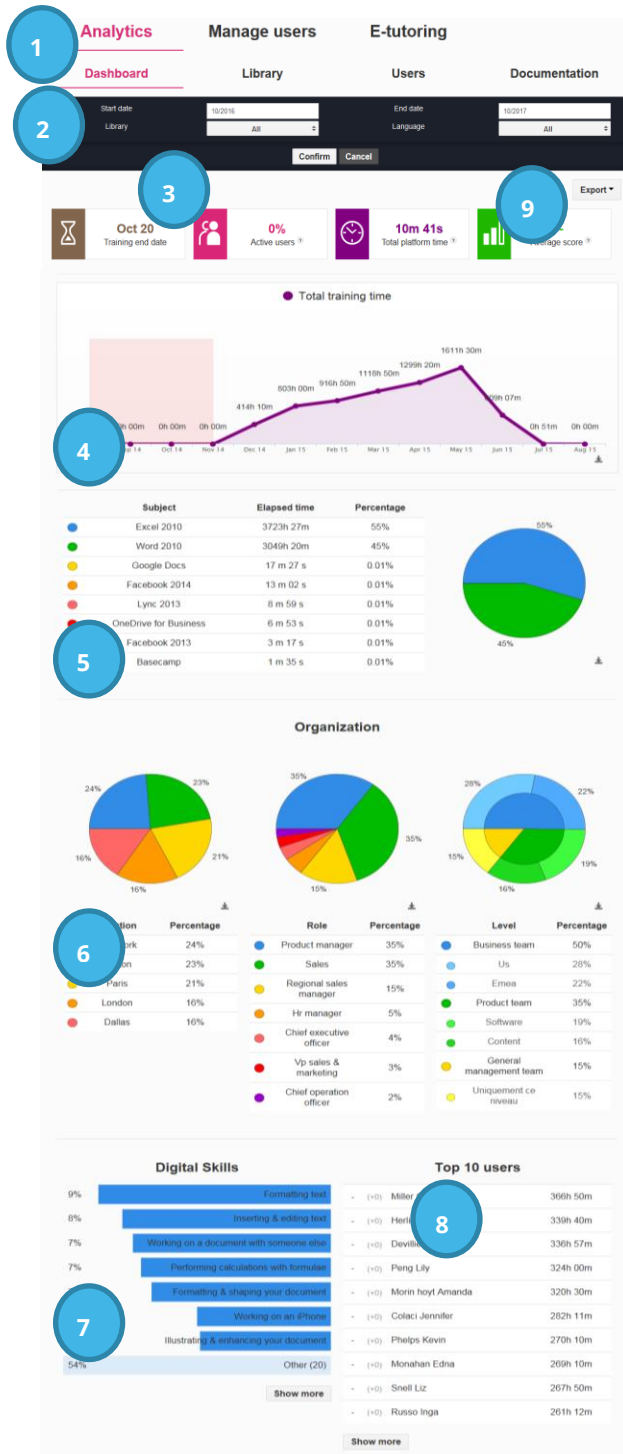 Analytics Manage users E-tutoring
1
Dashboard Library Users Documentation
2
Start date 10/2016 End date 10/2017
Library All Language All
Confirm Cancel
3
9
Export
Oct 20 0% 10m 41s
Training end date Active users Total platform time Average score
Total training time
1611h 30m
1299h 20m
1118h 50m
916h 50m
803h 00m
414h 10m
09h 07m
0h 00m 0h 00m 0h 00m 0h 51m 0h 00m
4
14 Oct 14 Nov 14 Dec 14 Jan 15 Feb 15 Mar 15 Apr 15 May 15 Jun 15 Jul 15 Aug 15
Subject Elapsed time Percentage
Excel 2010 3723h 27m 55%
Word 2010 3049h 20m 45%
Google Docs 17 m 27 s 0.01%
Facebook 2014 13 m 02 s 0.01%
Lync 2013 8 m 59 s 0.01%
OneDrive for Business 6 m 53 s 0.01%
Facebook 2013 3 m 17 s 0.01%
Basecamp 1 m 35 s 0.01%
55%
45%
5
Organization
24% 23% 21% 16% 16%
35% 35% 15%
28% 22% 19% 16% 15%
6
Percentage
24%
23%
Paris 21%
London 16%
Dallas 16%
Role Percentage
Product manager 35%
Sales 35%
Regional sales
manager 15%
Hr manager 5%
Chief executive
officer 4%
Vp sales &
marketing 3%
Chief operation
officer 2%
Level Percentage
Business team 50%
Us 28%
Emea 22%
Product team 35%
Software 19%
Content 16%
General
management team 15%
Uniquement ce
niveau 15%
Digital Skills
9% Formatting text
8% Inserting & editing text
7% Working on a document with someone else
7% Performing calculations with formulae
Formatting & shaping your document
Working on an iPhone
Illustrating & enhancing your document
54% Other (20)
Show more
7
Top 10 users
8
- (+0) Miller 366h 50m
- (+0) 339h 40m
- (+0) 336h 57m
- (+0) Peng Lily 324h 00m
- (+0) Morin hoyt Amanda 320h 30m
- (+0) Colaci Jennifer 282h 11m
- (+0) Phelps Kevin 270h 10m
- (+0) Monahan Edna 269h 10m
- (+0) Snell Liz 267h 50m
- (+0) Russo Inga 261h 12m
Show more